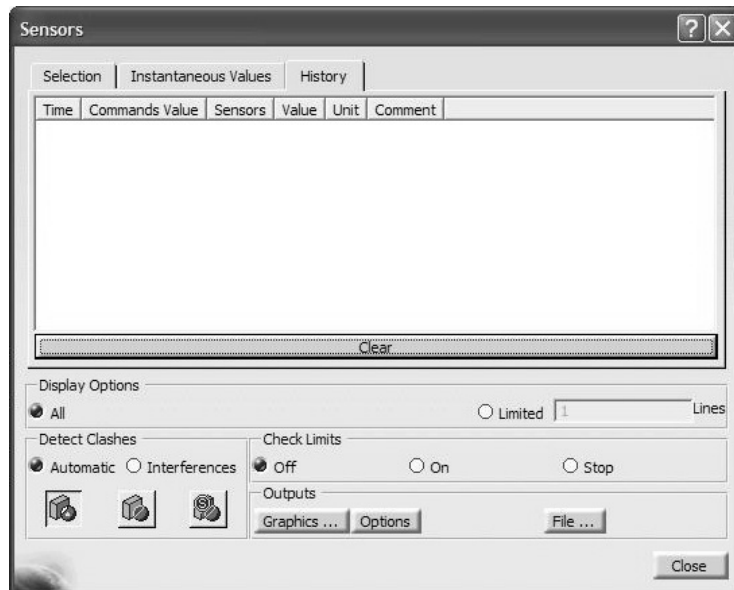 Sensors
Selection Instantaneous Values History
Time Commands Value Sensors Value Unit Comment
Clear
Display Options
All Limited 1 Lines
Detect Clashes Check Limits
Automatic Interferences Off On Stop
Outputs
Graphics ... Options File ...
Close